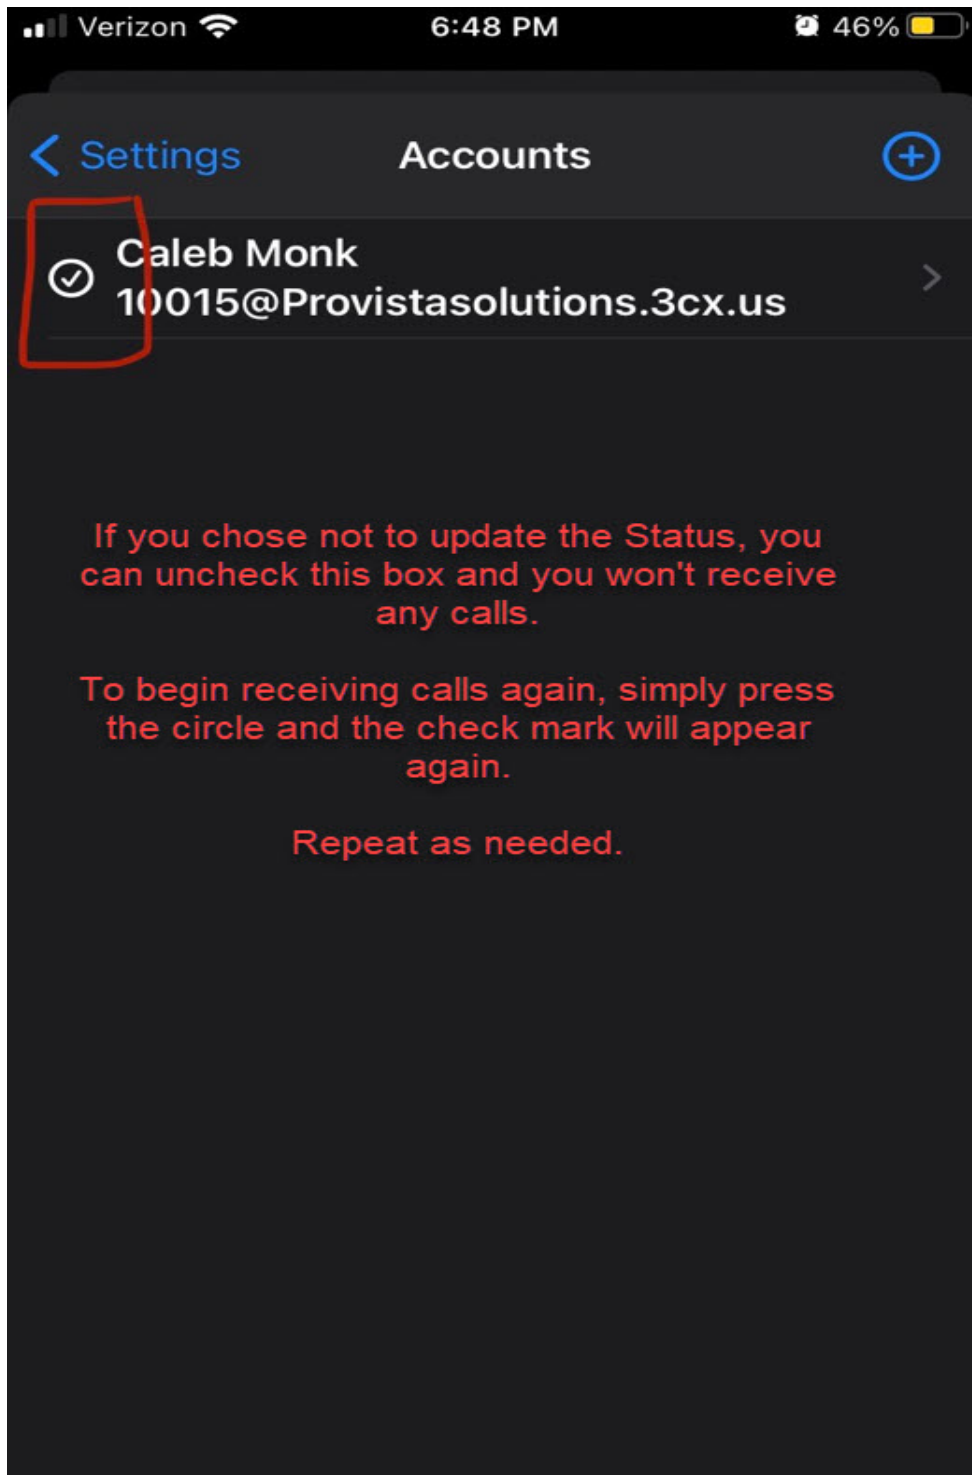 Verizon 6:48 PM 46%
Settings Accounts
Caleb Monk
10015@Provistasolutions.3cx.us
If you chose not to update the Status, you
can uncheck this box and you won't receive
any calls.
To begin receiving calls again, simply press
the circle and the check mark will appear
again.
Repeat as needed.